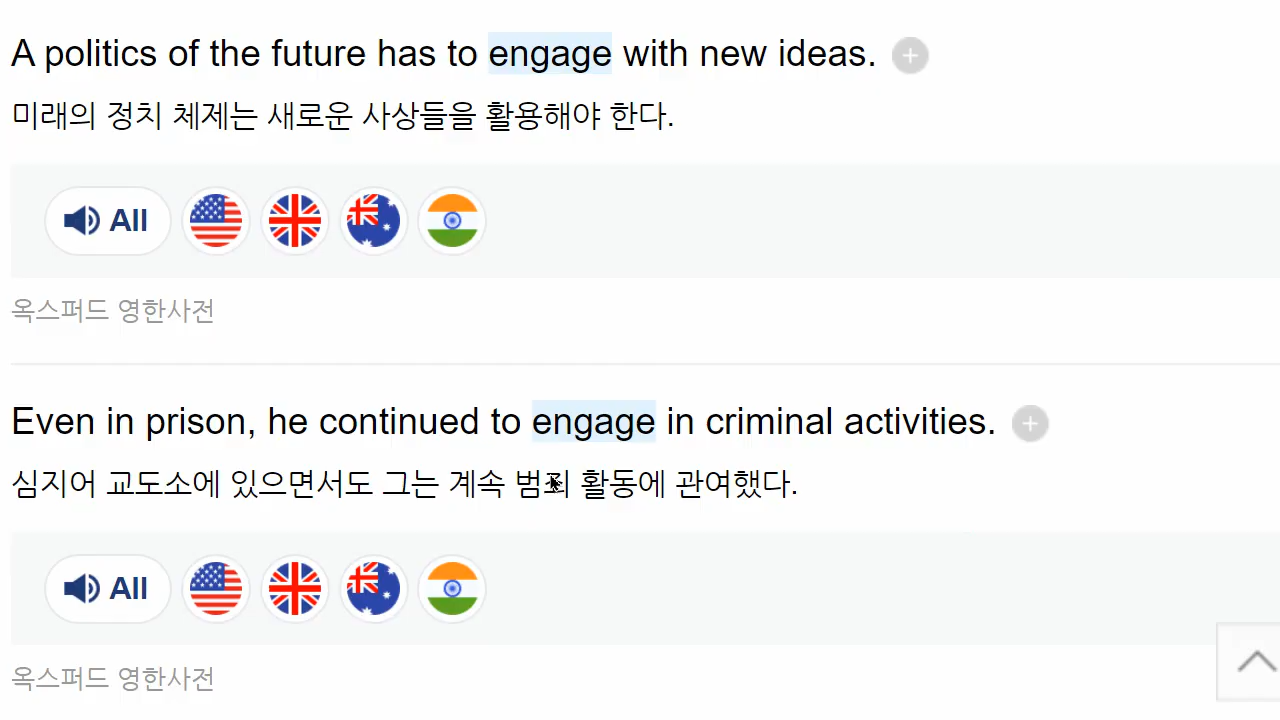 A politics of the future has to engage with new ideas.
미래의 정치 체제는 새로운 사상들을 활용해야 한다.
All
옥스퍼드 영한사전
Even in prison, he continued to engage in criminal activities.
심지어 교도소에 있으면서도 그는 계속 범죄 활동에 관여했다.
All
옥스퍼드 영한사전